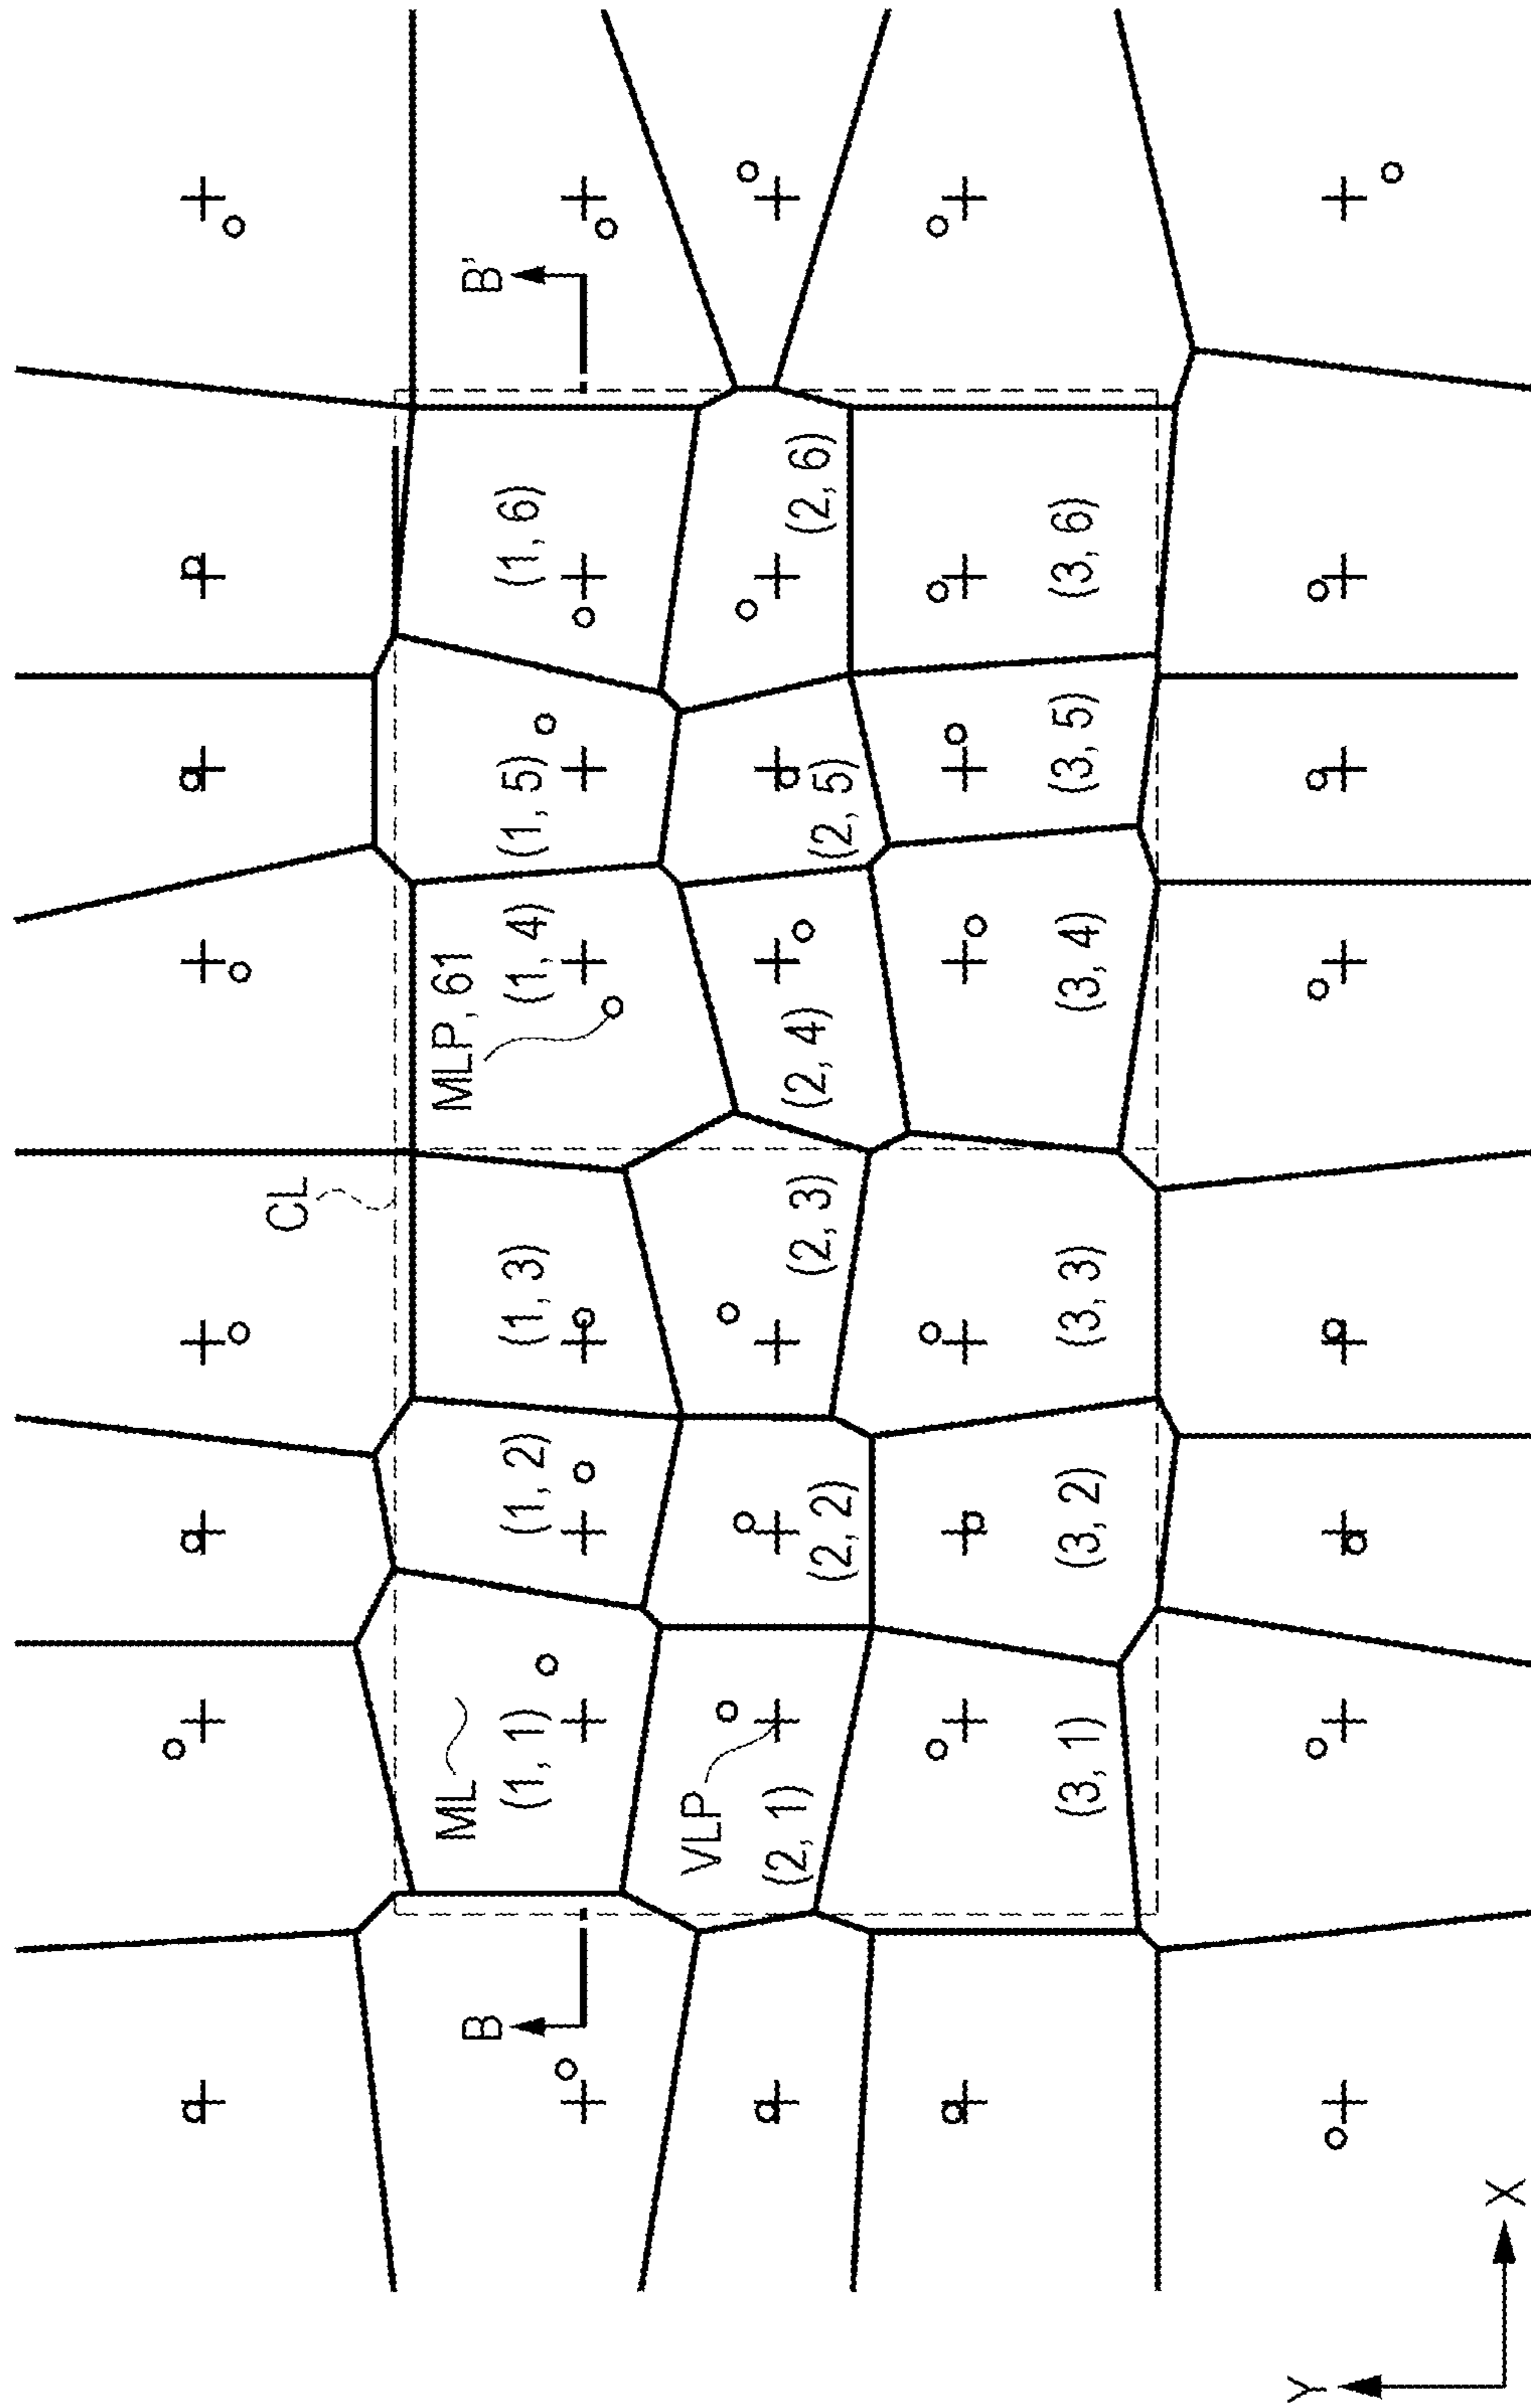 CL
B
B'
ML
MLP, 61
(1, 1)
(1, 2)
(1, 3)
(1, 4)
(1, 5)
(1, 6)
VLP
(2, 1)
(2, 2)
(2, 3)
(2, 4)
(2, 5)
(2, 6)
(3, 1)
(3, 2)
(3, 3)
(3, 4)
(3, 5)
(3, 6)
Y
X